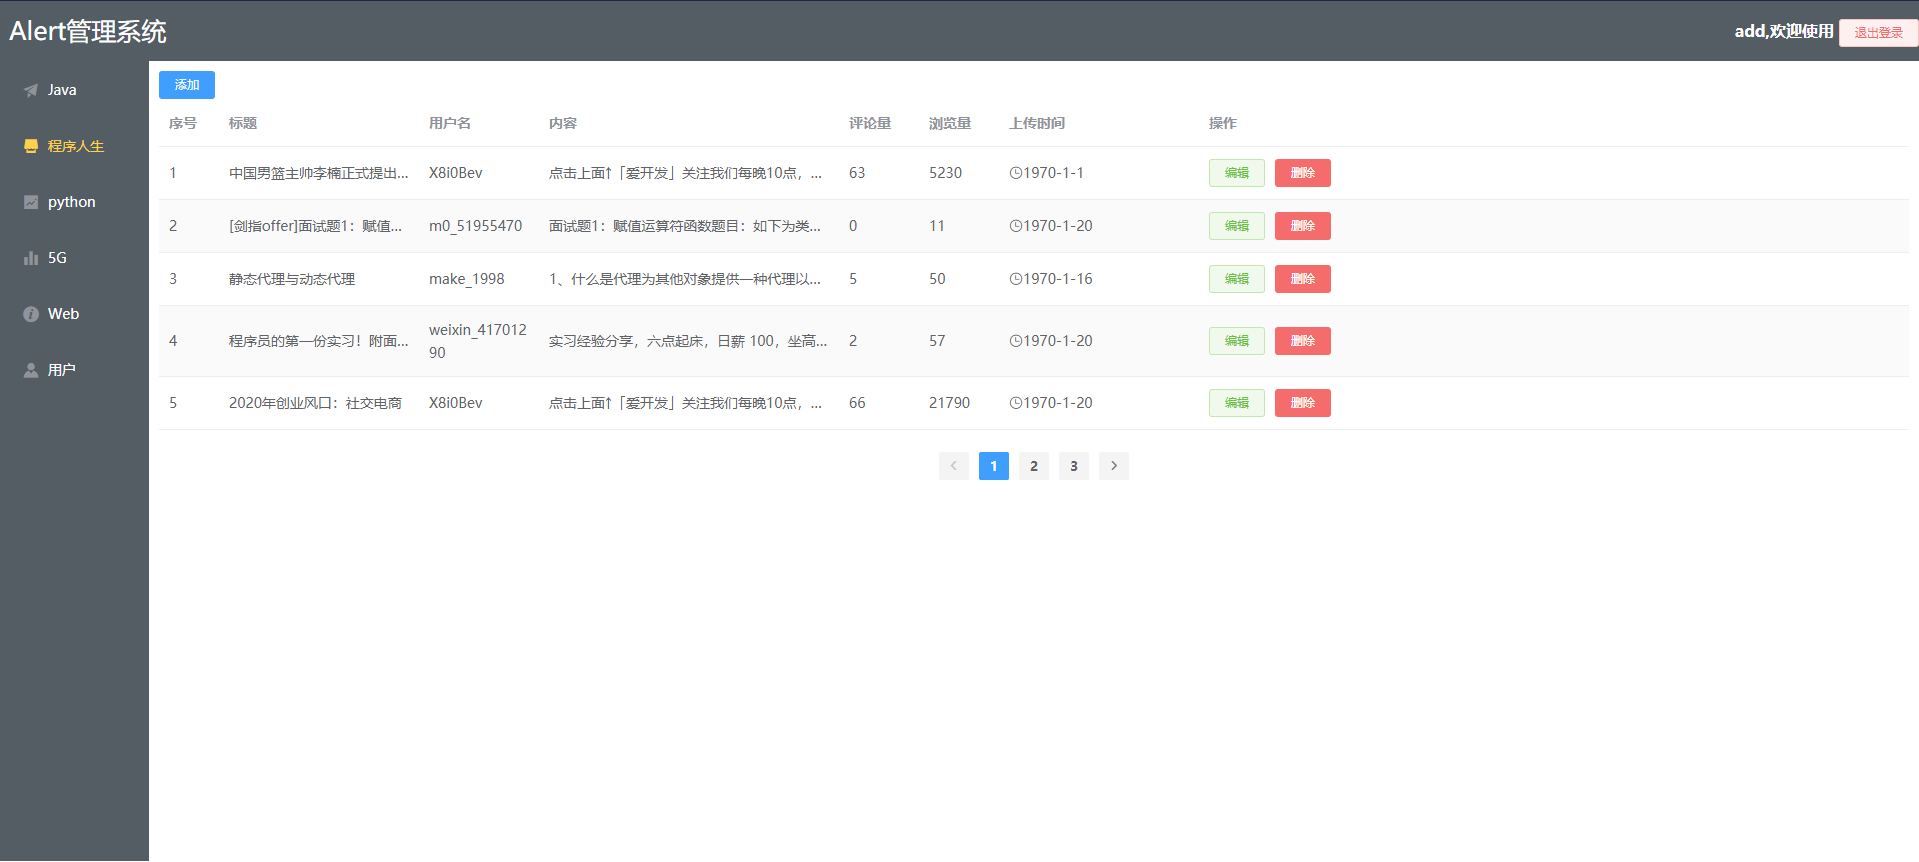 Alert管理系统
add,欢迎使用 退出登录
Java
程序人生
python
5G
Web
用户
添加
序号 标题 用户名 内容 评论量 浏览量 上传时间 操作
1 中国男篮主帅李楠正式提出... X8i0Bev 点击上面↑「爱开发」关注我们每晚10点，... 63 5230 1970-1-1 编辑 删除
2 [剑指offer]面试题1：赋值... m0_51955470 面试题1：赋值运算符函数题目：如下为类... 0 11 1970-1-20 编辑 删除
3 静态代理与动态代理 make_1998 1、什么是代理为其他对象提供一种代理以... 5 50 1970-1-16 编辑 删除
4 程序员的第一份实习！附面... weixin_417012
90 实习经验分享，六点起床，日薪 100，坐高... 2 57 1970-1-20 编辑 删除
5 2020年创业风口：社交电商 X8i0Bev 点击上面↑「爱开发」关注我们每晚10点，... 66 21790 1970-1-20 编辑 删除
1 2 3